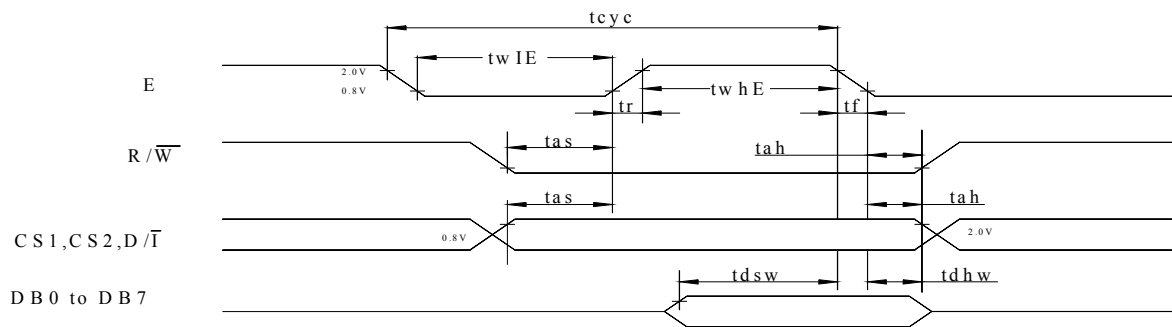 tcyc
twIE
E
2.0V
0.8V
twhE
tr
tf
R/W̅
tas
tah
tas
tah
CS1,CS2,D/I̅
0.8V
2.0V
tdsw
tdhw
DB0 to DB7